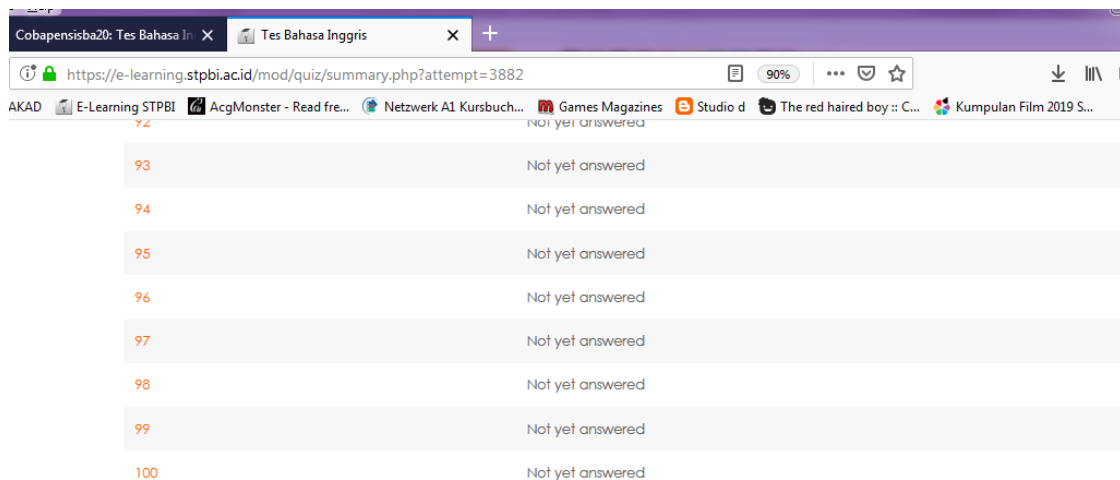 Cobapensisba20: Tes Bahasa In
Tes Bahasa Inggris
https://e-learning.stpbi.ac.id/mod/quiz/summary.php?attempt=3882
90%
AKAD E-Learning STPBI AcgMonster - Read fre... Netzwerk A1 Kursbuch... Games Magazines Studio d The red haired boy :: C... Kumpulan Film 2019 S...
92 Not yet answered
93 Not yet answered
94 Not yet answered
95 Not yet answered
96 Not yet answered
97 Not yet answered
98 Not yet answered
99 Not yet answered
100 Not yet answered